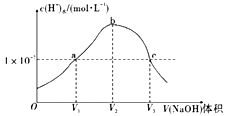 c(H⁺)水/(mol·L⁻¹)
b
1×10⁻⁷
a
c
O
V₁
V₂
V₃
V(NaOH)体积